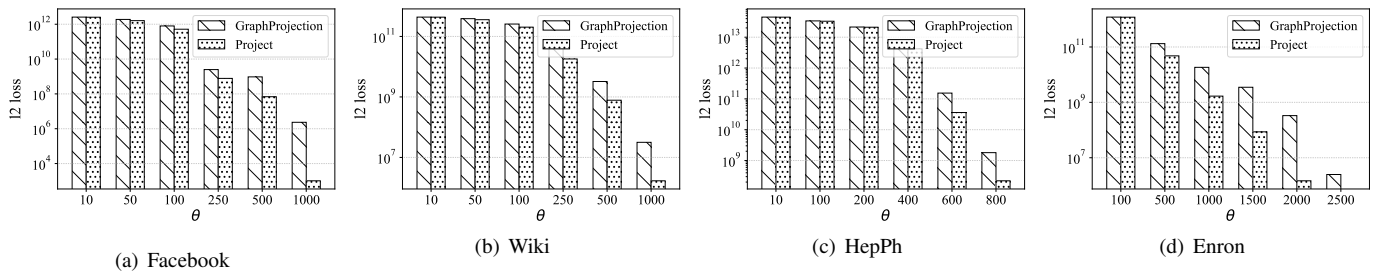 GraphProjection
Project
l2 loss
10^12
10^10
10^8
10^6
10^4
10 50 100 250 500 1000
θ
(a) Facebook
GraphProjection
Project
l2 loss
10^11
10^9
10^7
10 50 100 250 500 1000
θ
(b) Wiki
GraphProjection
Project
l2 loss
10^13
10^12
10^11
10^10
10^9
10 100 200 400 600 800
θ
(c) HepPh
GraphProjection
Project
l2 loss
10^11
10^9
10^7
100 500 1000 1500 2000 2500
θ
(d) Enron